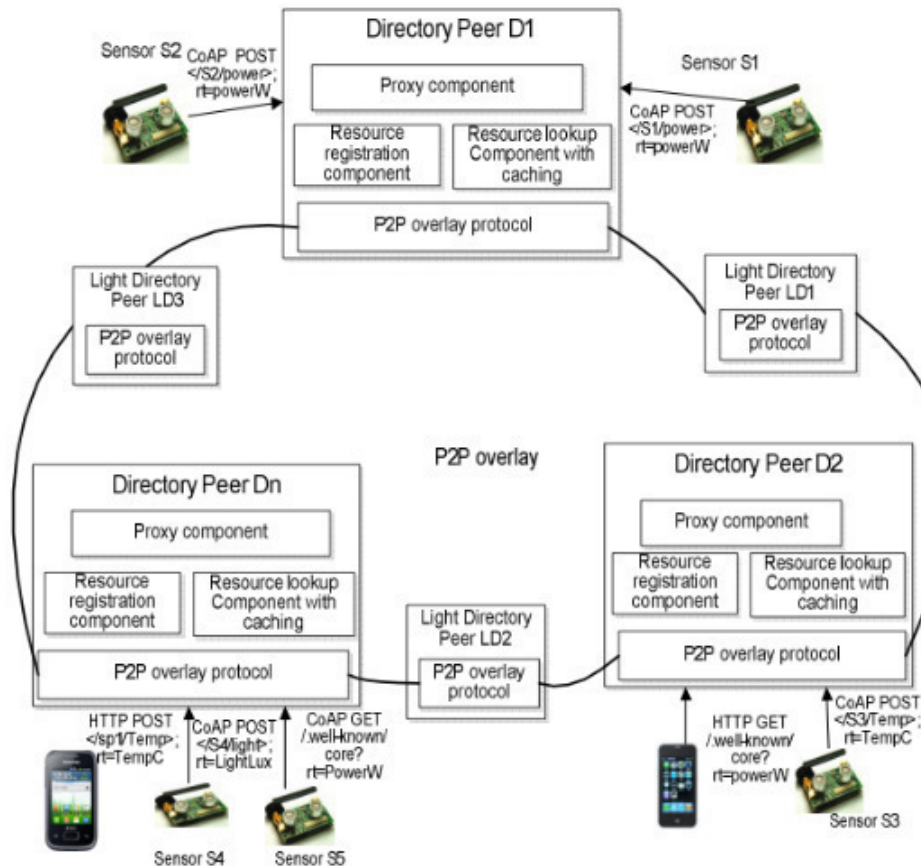 Directory Peer D1
Sensor S2
CoAP POST
</S2/power>;
rt=powerW
Proxy component
Sensor S1
CoAP POST
</S1/power>;
rt=powerW
Resource
registration
component
Resource lookup
Component with
caching
P2P overlay protocol
Light Directory
Peer LD3
P2P overlay
protocol
Light Directory
Peer LD1
P2P overlay
protocol
P2P overlay
Directory Peer Dn
Proxy component
Resource
registration
component
Resource lookup
Component with
caching
P2P overlay protocol
Light Directory
Peer LD2
P2P overlay
protocol
Directory Peer D2
Proxy component
Resource
registration
component
Resource lookup
Component with
caching
P2P overlay protocol
HTTP POST
</sp1/Temp>;
rt=TempC
CoAP POST
</S4/light>;
rt=LightLux
CoAP GET
/.well-known/
core?
rt=PowerW
HTTP GET
/.well-known/
core?
rt=powerW
CoAP POST
</S3/Temp>;
rt=TempC
Sensor S4
Sensor S5
Sensor S3